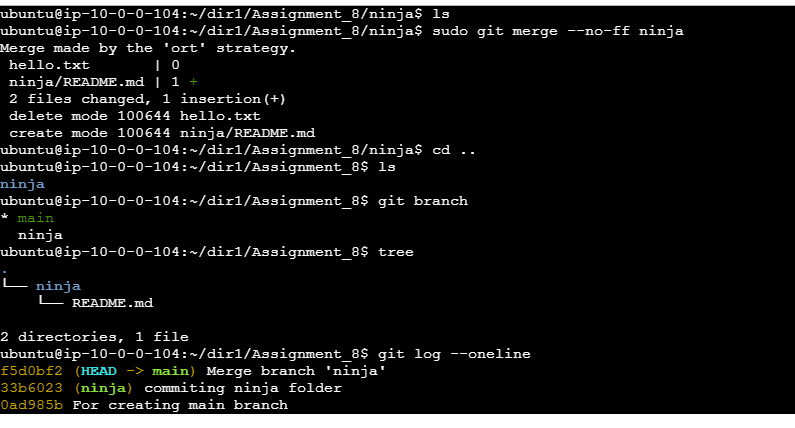 ubuntu@ip-10-0-0-104:~/dir1/Assignment_8/ninja$ ls
ubuntu@ip-10-0-0-104:~/dir1/Assignment_8/ninja$ sudo git merge --no-ff ninja
Merge made by the 'ort' strategy.
 hello.txt       | 0
 ninja/README.md | 1 +
 2 files changed, 1 insertion(+)
 delete mode 100644 hello.txt
 create mode 100644 ninja/README.md
ubuntu@ip-10-0-0-104:~/dir1/Assignment_8/ninja$ cd ..
ubuntu@ip-10-0-0-104:~/dir1/Assignment_8$ ls
ninja
ubuntu@ip-10-0-0-104:~/dir1/Assignment_8$ git branch
* main
  ninja
ubuntu@ip-10-0-0-104:~/dir1/Assignment_8$ tree
.
└── ninja
    └── README.md
2 directories, 1 file
ubuntu@ip-10-0-0-104:~/dir1/Assignment_8$ git log --oneline
f5d0bf2 (HEAD -> main) Merge branch 'ninja'
33b6023 (ninja) commiting ninja folder
0ad985b For creating main branch